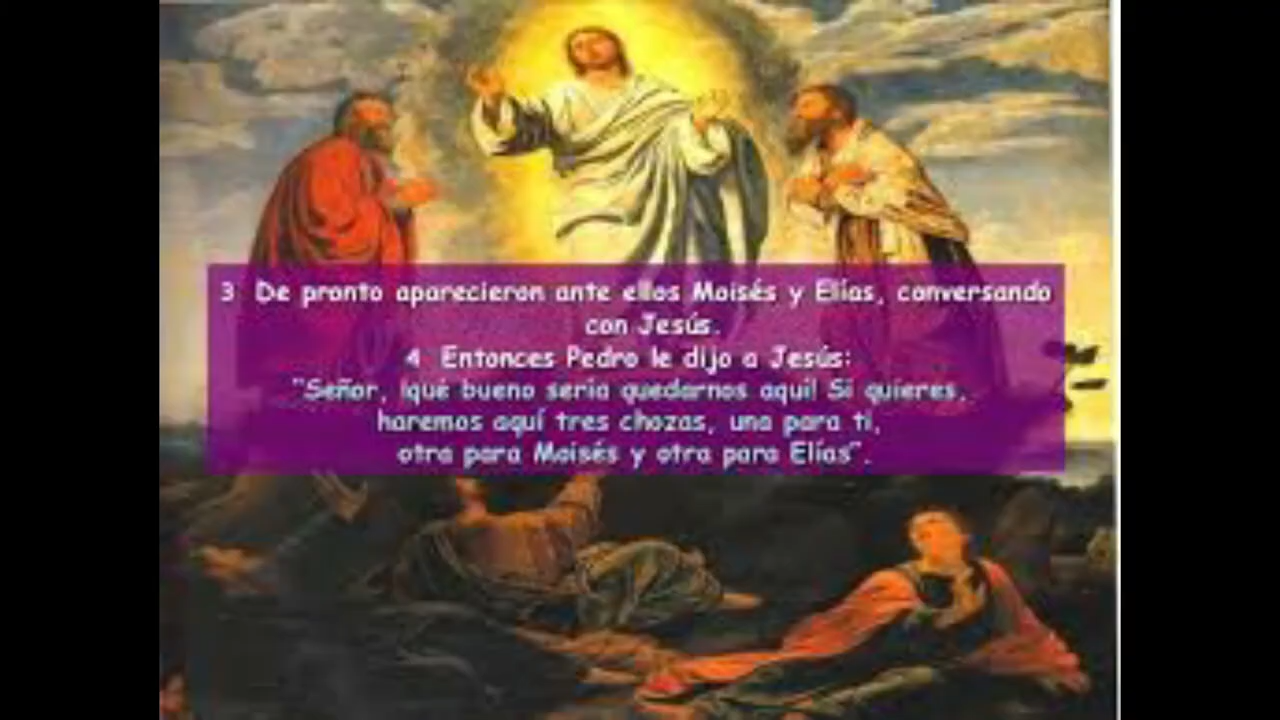 3 De pronto aparecieron ante ellos Moisés y Elías, conversando
con Jesús.
4 Entonces Pedro le dijo a Jesús:
"Señor, ¡qué bueno sería quedarnos aquí! Si quieres,
haremos aquí tres chozas, una para ti,
otra para Moisés y otra para Elías".